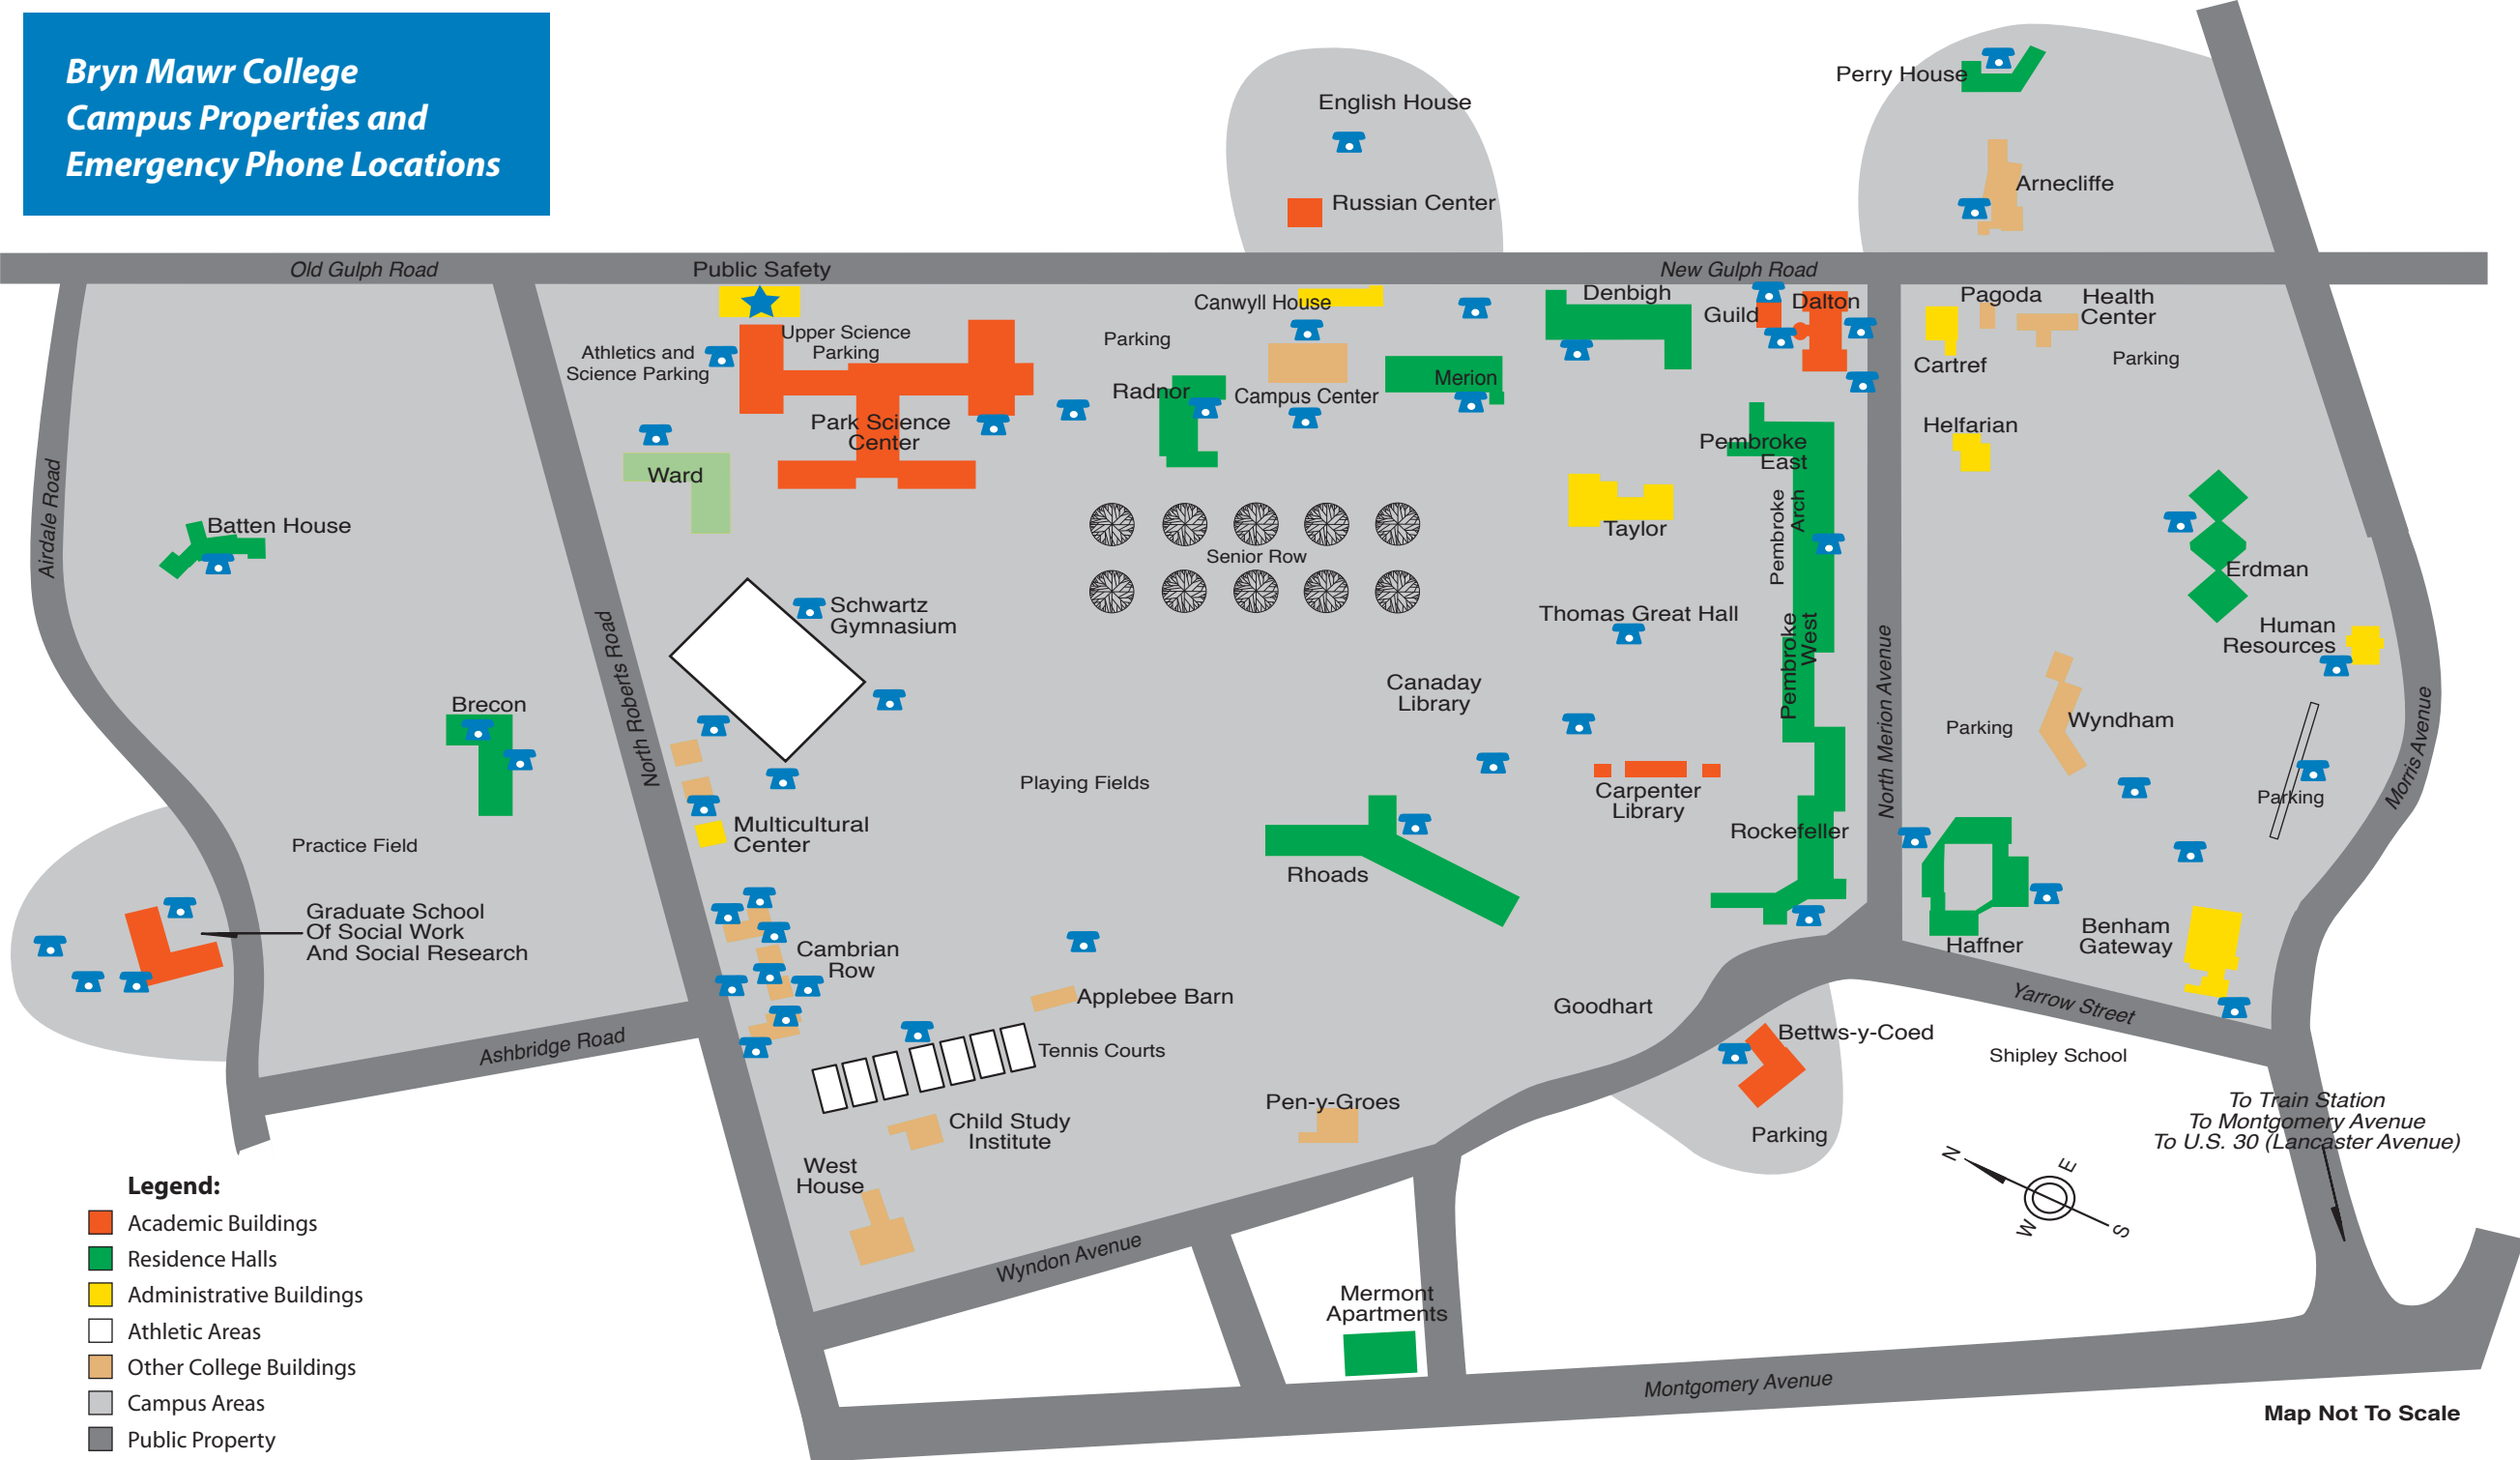 Bryn Mawr College
Campus Properties and
Emergency Phone Locations
Perry House
English House
Russian Center
Arnecliffe
Old Gulph Road
Public Safety
New Gulph Road
Canwyll House
Denbigh
Guild
Dalton
Pagoda
Health
Center
Upper Science
Parking
Athletics and
Science Parking
Parking
Cartref
Parking
Radnor
Campus Center
Merion
Park Science
Center
Helfarian
Pembroke
East
Ward
Pembroke
Arch
Taylor
Airdale Road
Batten House
Senior Row
Erdman
Schwartz
Gymnasium
Thomas Great Hall
Human
Resources
North Roberts Road
Pembroke
West
North Merion Avenue
Canaday
Library
Brecon
Parking
Wyndham
Morris Avenue
Playing Fields
Carpenter
Library
Parking
Multicultural
Center
Practice Field
Rockefeller
Rhoads
Graduate School
Of Social Work
And Social Research
Cambrian
Row
Benham
Gateway
Haffner
Applebee Barn
Goodhart
Yarrow Street
Ashbridge Road
Tennis Courts
Bettws-y-Coed
Shipley School
Child Study
Institute
Pen-y-Groes
Parking
To Train Station
To Montgomery Avenue
To U.S. 30 (Lancaster Avenue)
West
House
N
E
W
S
Wyndon Avenue
Mermont
Apartments
Montgomery Avenue
Legend:
Academic Buildings
Residence Halls
Administrative Buildings
Athletic Areas
Other College Buildings
Campus Areas
Public Property
Map Not To Scale